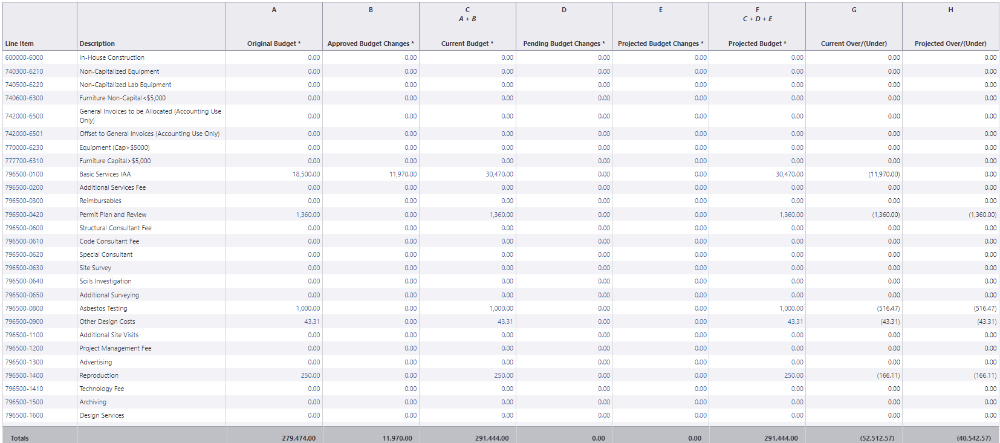 A B C D E F G H
A + B C + D + E
Line Item Description Original Budget * Approved Budget Changes * Current Budget * Pending Budget Changes * Projected Budget Changes * Projected Budget * Current Over/(Under) Projected Over/(Under)
600000-6000 In-House Construction 0.00 0.00 0.00 0.00 0.00 0.00 0.00 0.00
740300-6210 Non-Capitalized Equipment 0.00 0.00 0.00 0.00 0.00 0.00 0.00 0.00
740500-6220 Non-Capitalized Lab Equipment 0.00 0.00 0.00 0.00 0.00 0.00 0.00 0.00
740600-6300 Furniture Non-Capital<$5,000 0.00 0.00 0.00 0.00 0.00 0.00 0.00 0.00
General Invoices to be Allocated (Accounting Use
742000-6500 0.00 0.00 0.00 0.00 0.00 0.00 0.00 0.00
Only)
742000-6501 Offset to General Invoices (Accounting Use Only) 0.00 0.00 0.00 0.00 0.00 0.00 0.00 0.00
770000-6230 Equipment (Cap>$5000) 0.00 0.00 0.00 0.00 0.00 0.00 0.00 0.00
777700-6310 Furniture Capital>$5,000 0.00 0.00 0.00 0.00 0.00 0.00 0.00 0.00
796500-0100 Basic Services IAA 18,500.00 11,970.00 30,470.00 0.00 0.00 30,470.00 (11,970.00) 0.00
796500-0200 Additional Services Fee 0.00 0.00 0.00 0.00 0.00 0.00 0.00 0.00
796500-0300 Reimbursables 0.00 0.00 0.00 0.00 0.00 0.00 0.00 0.00
796500-0420 Permit Plan and Review 1,360.00 0.00 1,360.00 0.00 0.00 1,360.00 (1,360.00) (1,360.00)
796500-0600 Structural Consultant Fee 0.00 0.00 0.00 0.00 0.00 0.00 0.00 0.00
796500-0610 Code Consultant Fee 0.00 0.00 0.00 0.00 0.00 0.00 0.00 0.00
796500-0620 Special Consultant 0.00 0.00 0.00 0.00 0.00 0.00 0.00 0.00
796500-0630 Site Survey 0.00 0.00 0.00 0.00 0.00 0.00 0.00 0.00
796500-0640 Soils Investigation 0.00 0.00 0.00 0.00 0.00 0.00 0.00 0.00
796500-0650 Additional Surveying 0.00 0.00 0.00 0.00 0.00 0.00 0.00 0.00
796500-0800 Asbestos Testing 1,000.00 0.00 1,000.00 0.00 0.00 1,000.00 (516.47) (516.47)
796500-0900 Other Design Costs 43.31 0.00 43.31 0.00 0.00 43.31 (43.31) (43.31)
796500-1100 Additional Site Visits 0.00 0.00 0.00 0.00 0.00 0.00 0.00 0.00
796500-1200 Project Management Fee 0.00 0.00 0.00 0.00 0.00 0.00 0.00 0.00
796500-1300 Advertising 0.00 0.00 0.00 0.00 0.00 0.00 0.00 0.00
796500-1400 Reproduction 250.00 0.00 250.00 0.00 0.00 250.00 (166.11) (166.11)
796500-1410 Technology Fee 0.00 0.00 0.00 0.00 0.00 0.00 0.00 0.00
796500-1500 Archiving 0.00 0.00 0.00 0.00 0.00 0.00 0.00 0.00
796500-1600 Design Services 0.00 0.00 0.00 0.00 0.00 0.00 0.00 0.00
Totals 279,474.00 11,970.00 291,444.00 0.00 0.00 291,444.00 (52,512.57) (40,542.57)